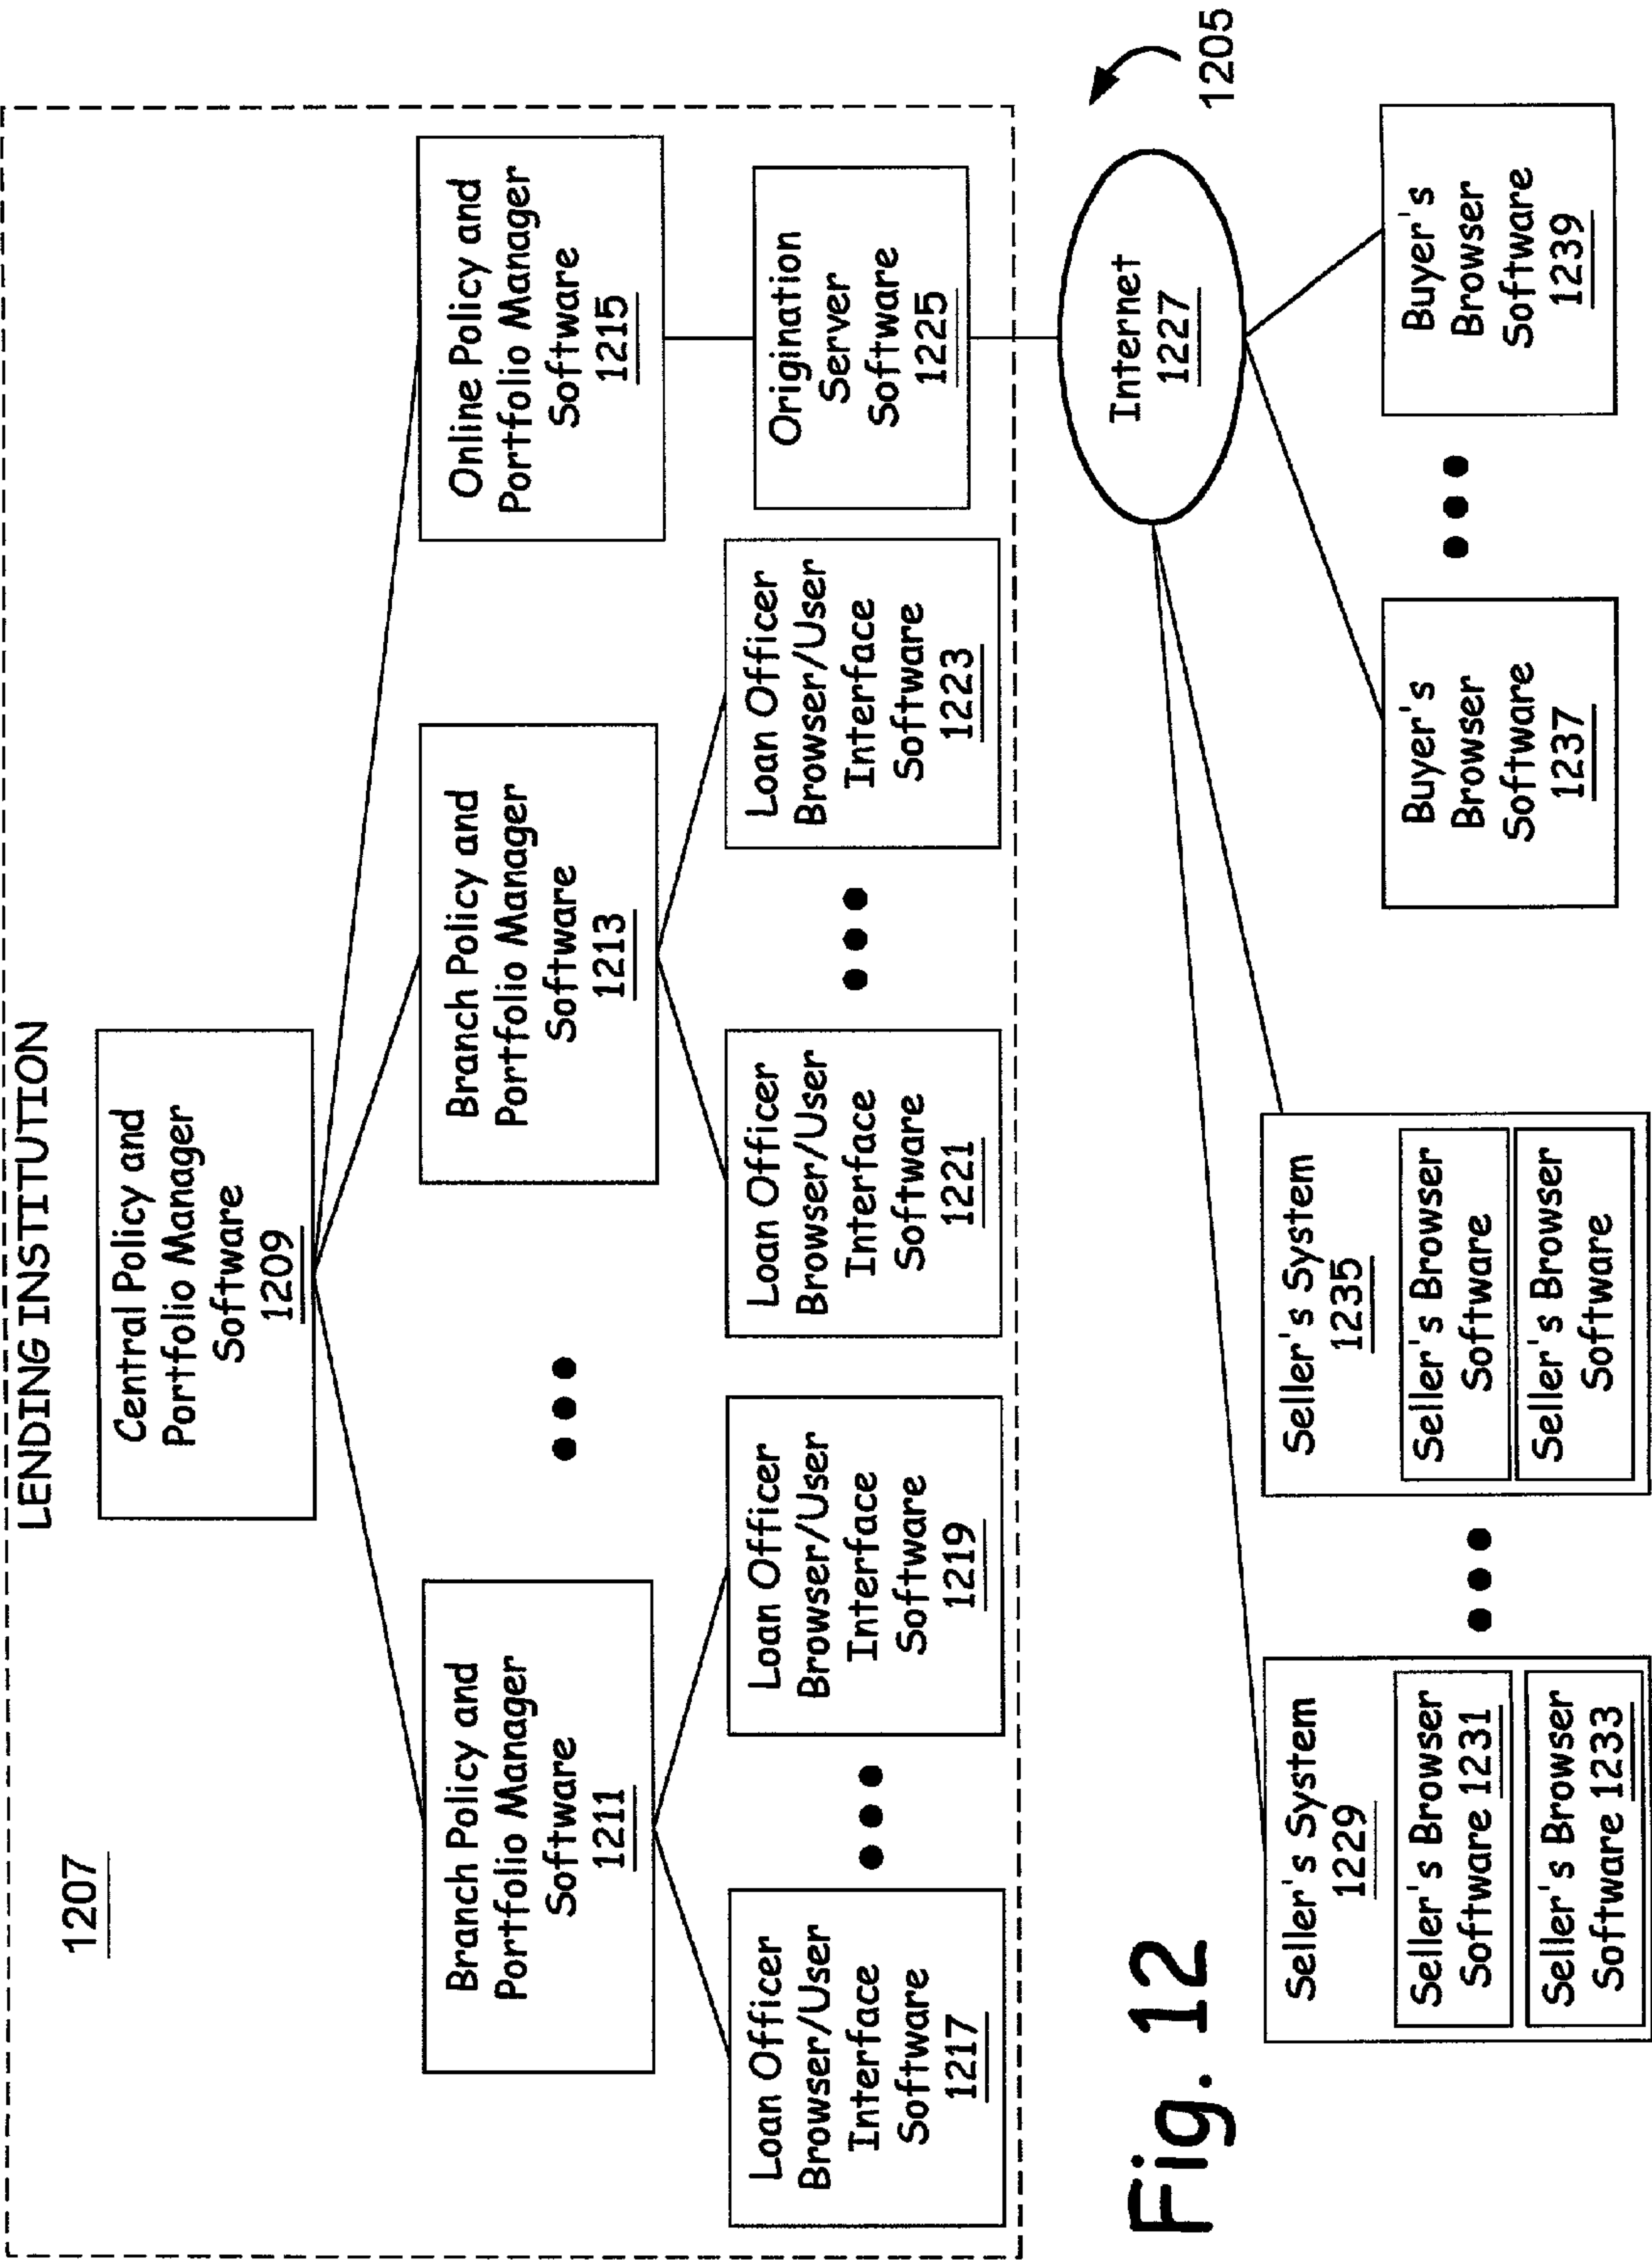 1207
LENDING INSTITUTION
Central Policy and
Portfolio Manager
Software
1209
Branch Policy and
Portfolio Manager
Software
1211
Branch Policy and
Portfolio Manager
Software
1213
Online Policy and
Portfolio Manager
Software
1215
Loan Officer
Browser/User
Interface
Software
1217
Loan Officer
Browser/User
Interface
Software
1219
Loan Officer
Browser/User
Interface
Software
1221
Loan Officer
Browser/User
Interface
Software
1223
Origination
Server
Software
1225
Internet
1227
1205
Fig. 12
Seller's System
1229
Seller's Browser
Software 1231
Seller's Browser
Software 1233
Seller's System
1235
Seller's Browser
Software
Seller's Browser
Software
Buyer's
Browser
Software
1237
Buyer's
Browser
Software
1239